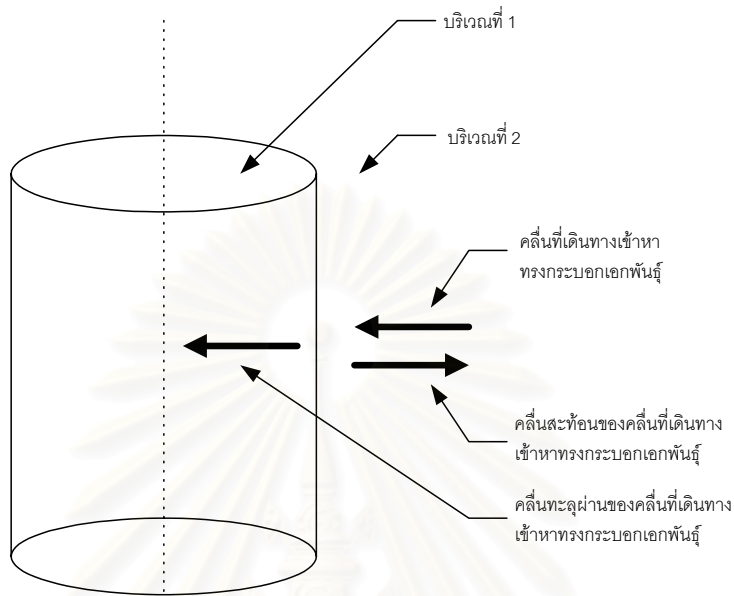 บริเวณที่ 1
บริเวณที่ 2
คลื่นที่เดินทางเข้าหา
ทรงกระบอกเอกพันธุ์
คลื่นสะท้อนของคลื่นที่เดินทาง
เข้าหาทรงกระบอกเอกพันธุ์
คลื่นทะลุผ่านของคลื่นที่เดินทาง
เข้าหาทรงกระบอกเอกพันธุ์